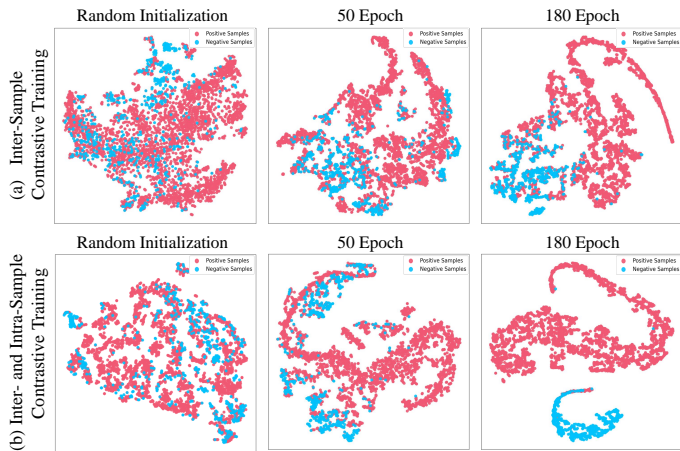 Random Initialization
50 Epoch
180 Epoch
Positive Samples
Negative Samples
Positive Samples
Negative Samples
Positive Samples
Negative Samples
(a) Inter-Sample
Contrastive Training
Random Initialization
50 Epoch
180 Epoch
Positive Samples
Negative Samples
Positive Samples
Negative Samples
Positive Samples
Negative Samples
(b) Inter- and Intra-Sample
Contrastive Training